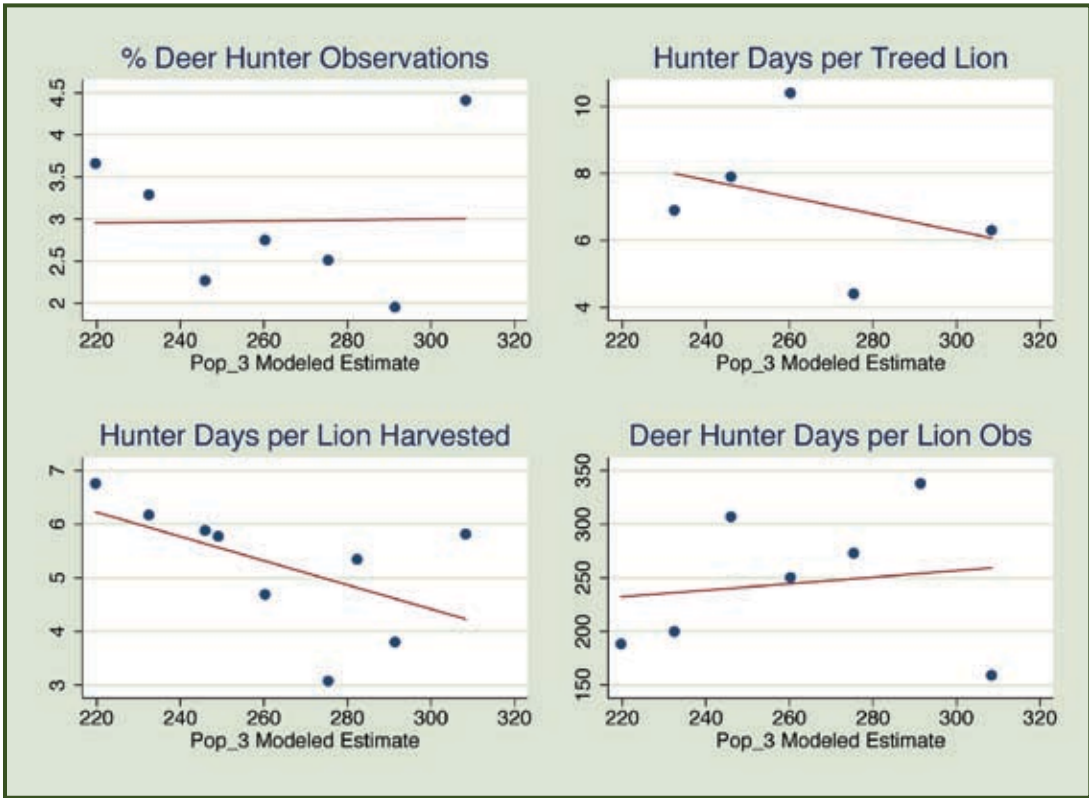 % Deer Hunter Observations
4.5
4
3.5
3
2.5
2
220 240 260 280 300 320
Pop_3 Modeled Estimate
Hunter Days per Treed Lion
10
8
6
4
220 240 260 280 300 320
Pop_3 Modeled Estimate
Hunter Days per Lion Harvested
7
6
5
4
3
220 240 260 280 300 320
Pop_3 Modeled Estimate
Deer Hunter Days per Lion Obs
350
300
250
200
150
220 240 260 280 300 320
Pop_3 Modeled Estimate